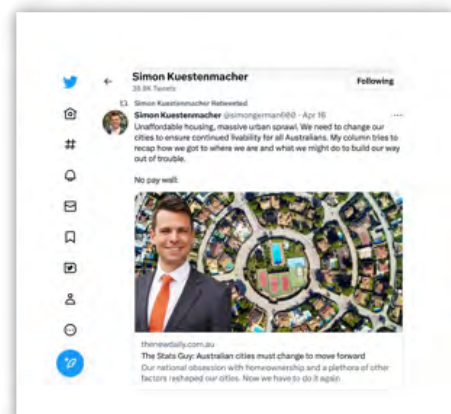 Simon Kuestenmacher
39.9K Tweets
Following
Simon Kuestenmacher Retweeted
Simon Kuestenmacher @simongerman600 · Apr 16
Unaffordable housing, massive urban sprawl. We need to change our
cities to ensure continued livability for all Australians. My column tries to
recap how we got to where we are and what we might do to build our way
out of trouble.
No pay wall:
thenewdaily.com.au
The Stats Guy: Australian cities must change to move forward
Our national obsession with homeownership and a plethora of other
factors reshaped our cities. Now we have to do it again